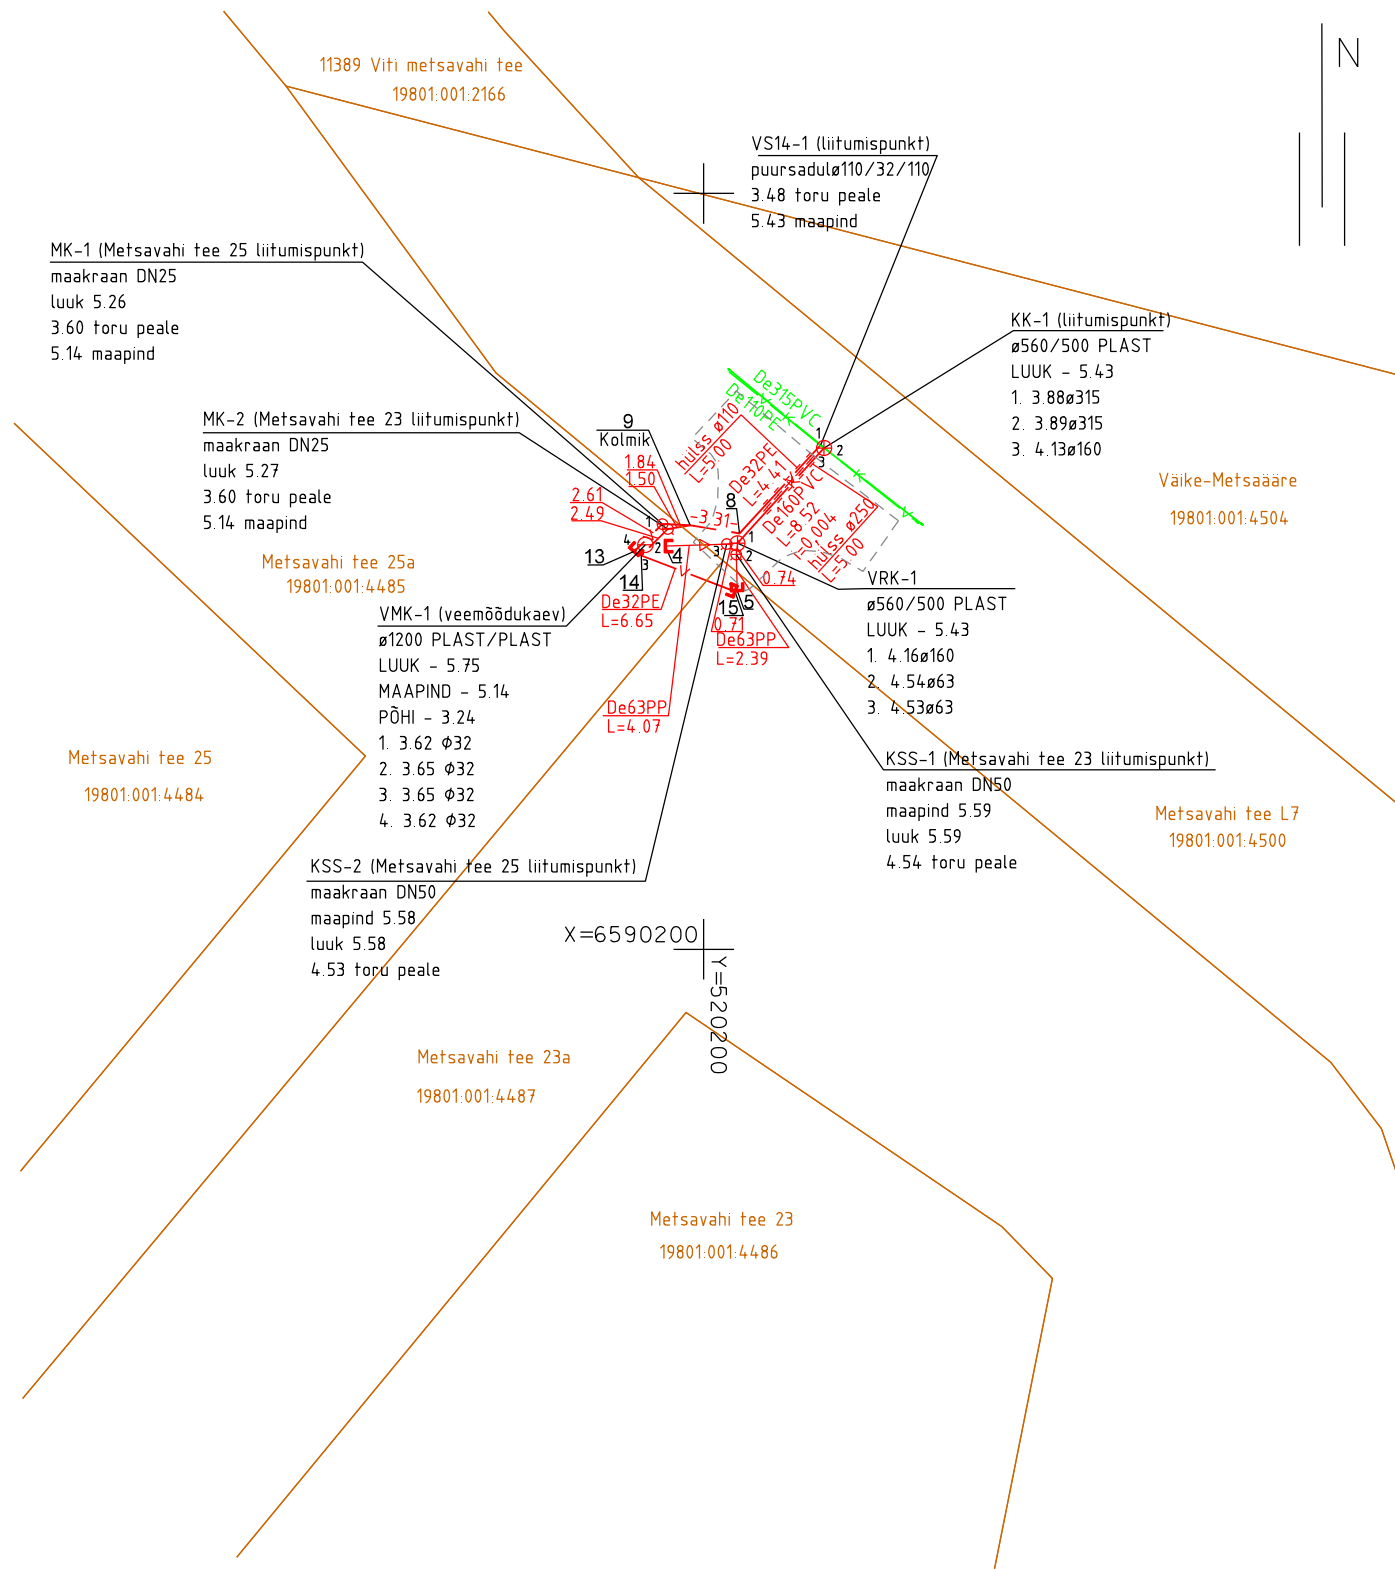 11389 Viti metsavahi tee
19801:001:2166
N
VS14-1 (liitumispunkt)
puursadulø110/32/110
3.48 toru peale
5.43 maapind
MK-1 (Metsavahi tee 25 liitumispunkt)
maakraan DN25
luuk 5.26
3.60 toru peale
5.14 maapind
KK-1 (liitumispunkt)
ø560/500 PLAST
LUUK - 5.43
1. 3.88ø315
2. 3.89ø315
3. 4.13ø160
MK-2 (Metsavahi tee 23 liitumispunkt)
maakraan DN25
luuk 5.27
3.60 toru peale
5.14 maapind
9
Kolmik
1.84
1.50
2.61
2.49
De315PVC
De110PE
V
K
K
V
hülss ø110
L=5.00
De32PE
L=4.41
De160PVC
L=8.52
i=0,004
hülss ø250
L=5.00
1
2
3
8
3.31
1
2
3
4
1
2
3
13
14
4
E
V
15
5
0.74
0.71
De32PE
L=6.65
De63PP
L=2.39
De63PP
L=4.07
Väike-Metsaääre
19801:001:4504
Metsavahi tee 25a
19801:001:4485
VMK-1 (veemõõdukaev)
ø1200 PLAST/PLAST
LUUK - 5.75
MAAPIND - 5.14
PÕHI - 3.24
1. 3.62 Φ32
2. 3.65 Φ32
3. 3.65 Φ32
4. 3.62 Φ32
VRK-1
ø560/500 PLAST
LUUK - 5.43
1. 4.16ø160
2. 4.54ø63
3. 4.53ø63
Metsavahi tee 25
19801:001:4484
KSS-1 (Metsavahi tee 23 liitumispunkt)
maakraan DN50
maapind 5.59
luuk 5.59
4.54 toru peale
Metsavahi tee L7
19801:001:4500
KSS-2 (Metsavahi tee 25 liitumispunkt)
maakraan DN50
maapind 5.58
luuk 5.58
4.53 toru peale
X=6590200
Y=520200
Metsavahi tee 23a
19801:001:4487
Metsavahi tee 23
19801:001:4486